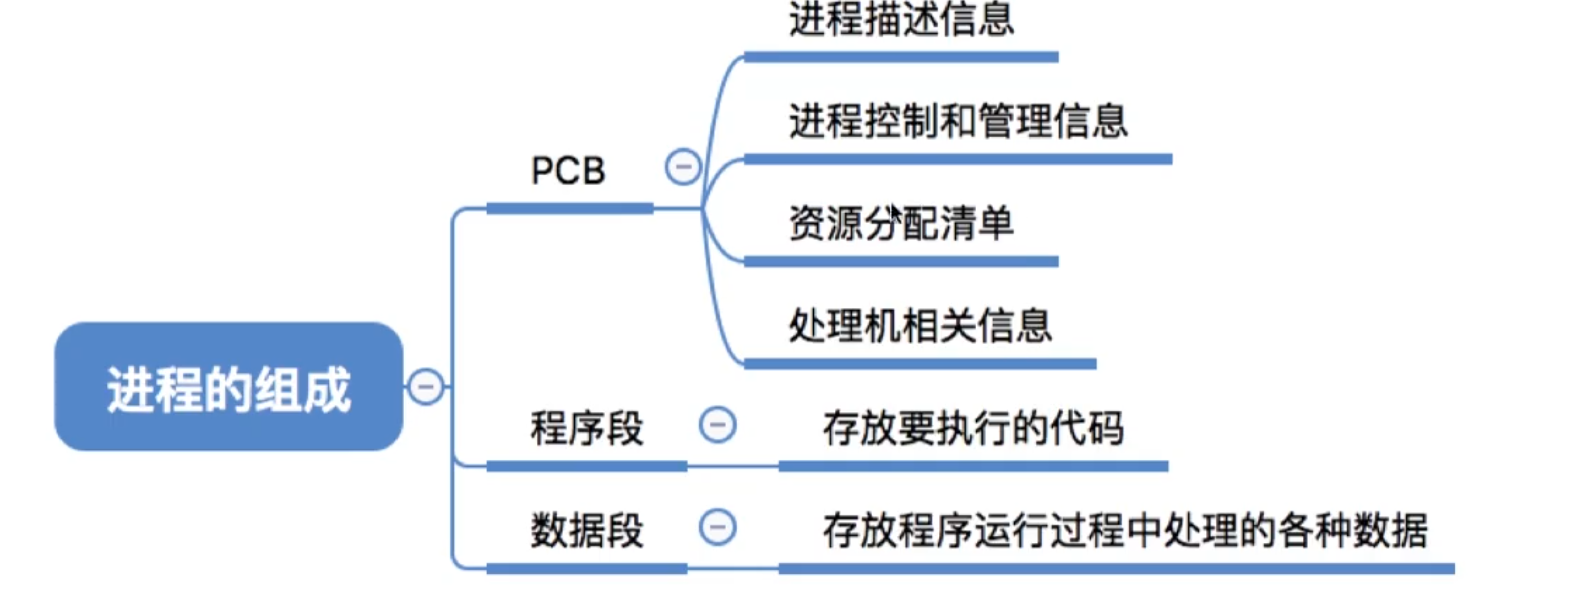 进程描述信息
进程控制和管理信息
PCB
资源分配清单
处理机相关信息
进程的组成
程序段
存放要执行的代码
数据段
存放程序运行过程中处理的各种数据